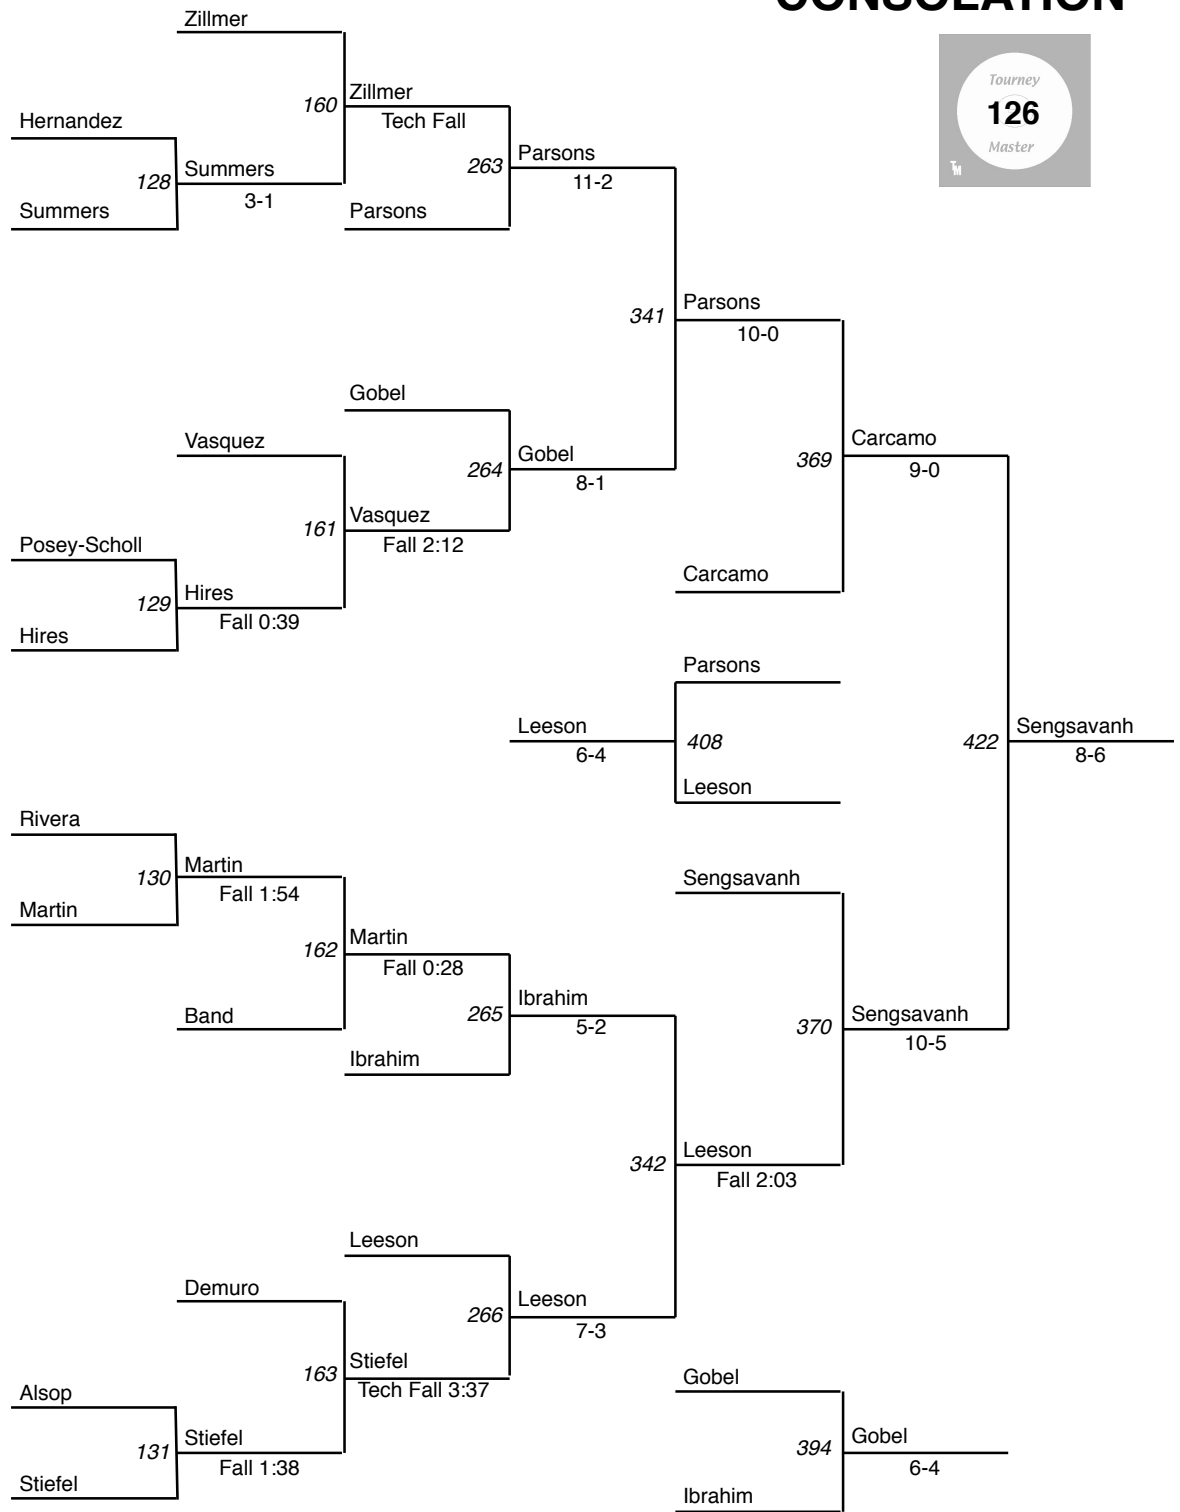 CONSOLATION
Zillmer
Tourney
126
Master
TM
160
Zillmer
Tech Fall
Hernandez
128
Summers
3-1
Summers
263
Parsons
11-2
Parsons
341
Parsons
10-0
Gobel
Vasquez
264
Gobel
8-1
369
Carcamo
9-0
161
Vasquez
Fall 2:12
Posey-Scholl
129
Hires
Fall 0:39
Hires
Carcamo
Parsons
Leeson
6-4
408
Leeson
422
Sengsavanh
8-6
Rivera
130
Martin
Fall 1:54
Martin
Sengsavanh
162
Martin
Fall 0:28
Band
265
Ibrahim
5-2
Ibrahim
370
Sengsavanh
10-5
342
Leeson
Fall 2:03
Leeson
Demuro
266
Leeson
7-3
163
Stiefel
Tech Fall 3:37
Alsop
131
Stiefel
Fall 1:38
Stiefel
Gobel
394
Gobel
6-4
Ibrahim